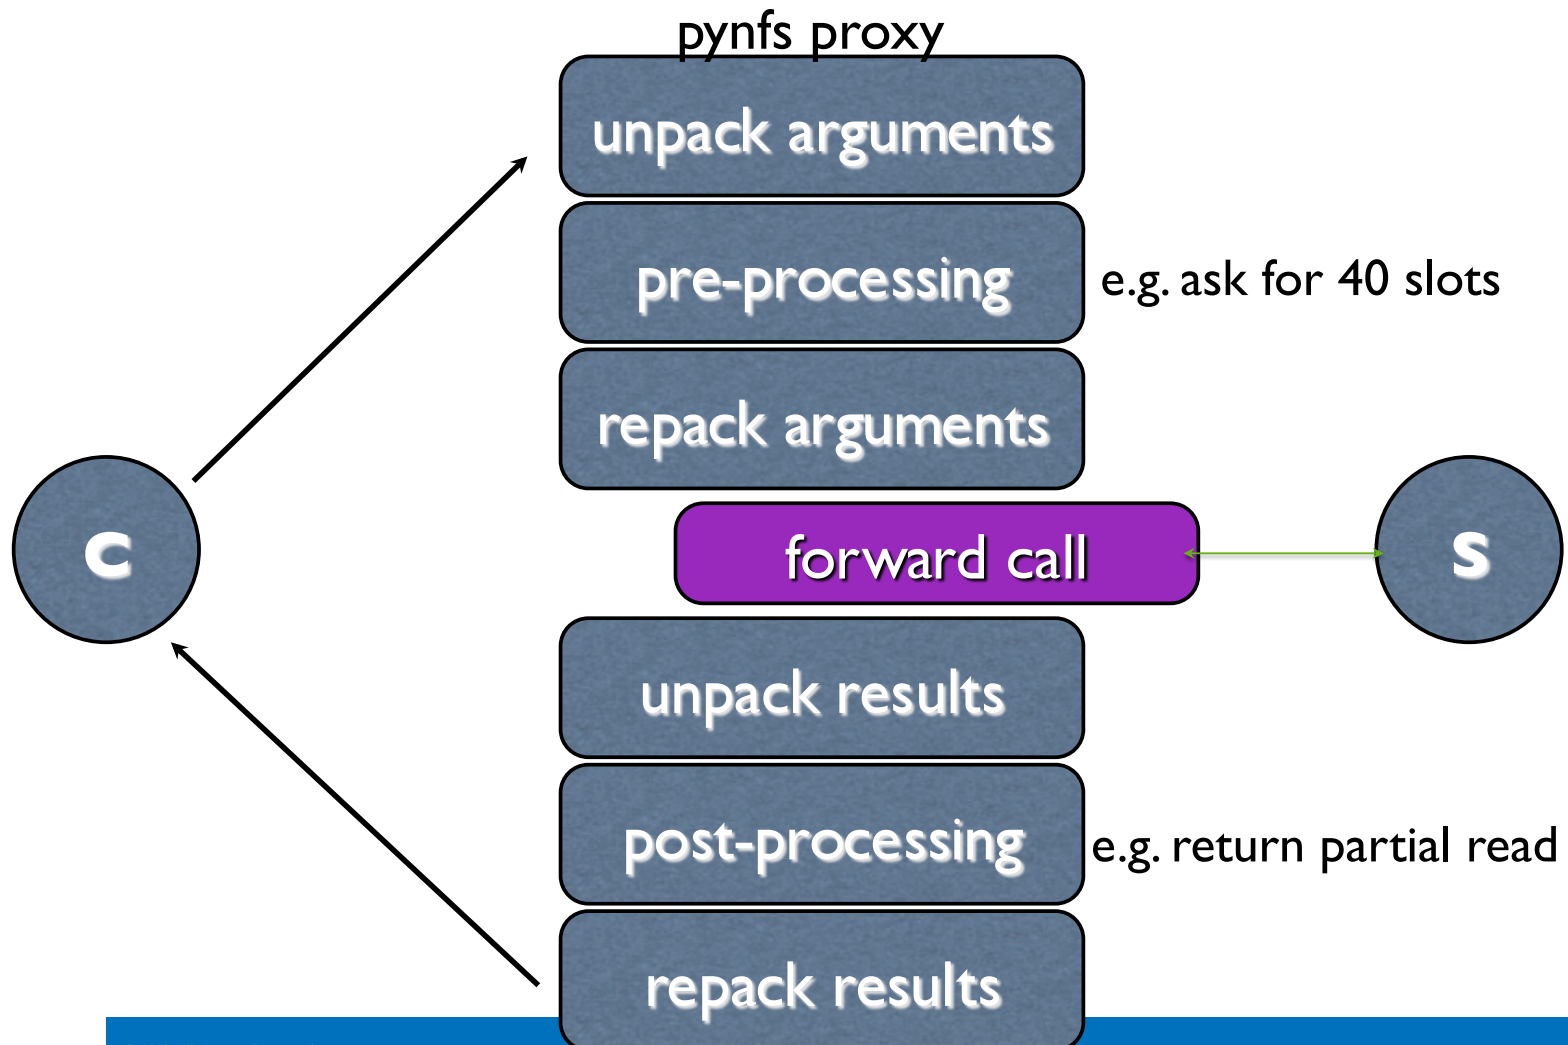 pynfs proxy
unpack arguments
pre-processing
e.g. ask for 40 slots
repack arguments
c
forward call
s
unpack results
post-processing
e.g. return partial read
repack results